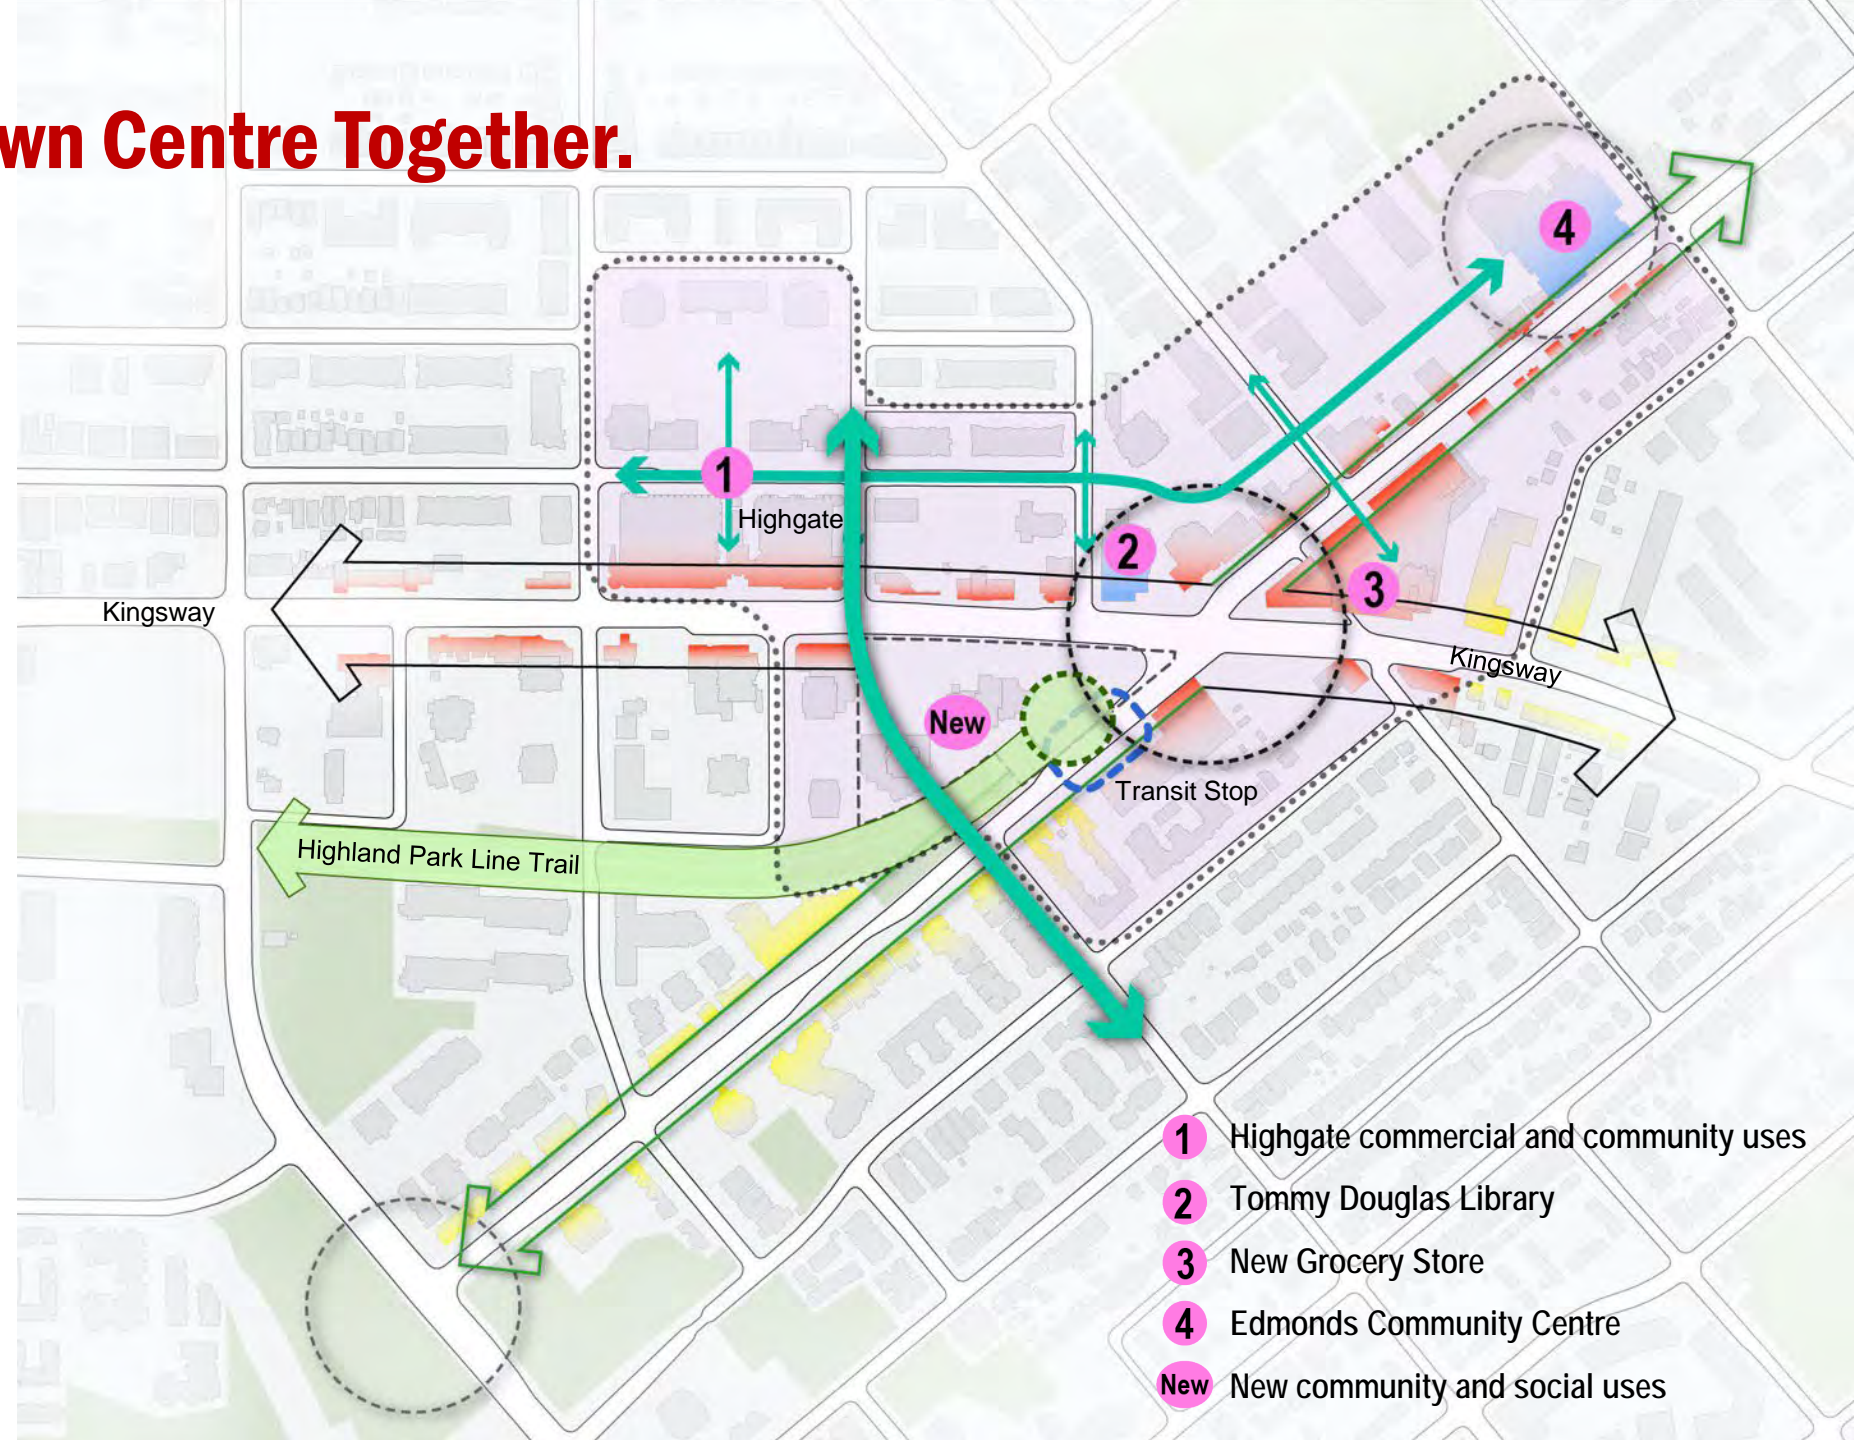 wn Centre Together.
4
1
Highgate
2
3
Kingsway
Kingsway
New
Transit Stop
Highland Park Line Trail
1 Highgate commercial and community uses
2 Tommy Douglas Library
3 New Grocery Store
4 Edmonds Community Centre
New New community and social uses